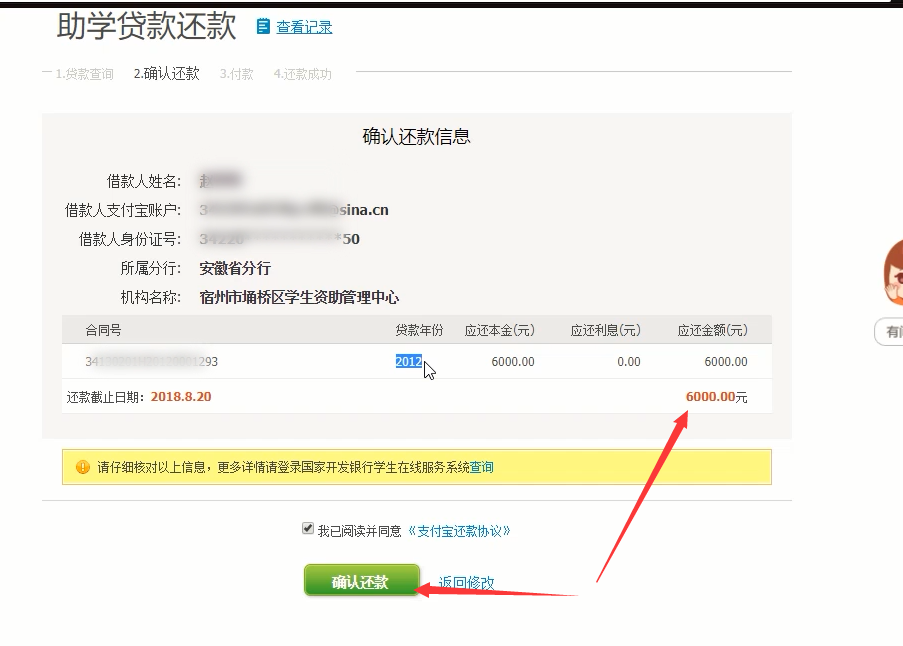 助学贷款还款 查看记录
1.贷款查询 2.确认还款 3.付款 4.还款成功
确认还款信息
借款人姓名:
借款人支付宝账户: sina.cn
借款人身份证号: 50
所属分行: 安徽省分行
机构名称: 宿州市埇桥区学生资助管理中心
合同号 贷款年份 应还本金(元) 应还利息(元) 应还金额(元)
293 2012 6000.00 0.00 6000.00
还款截止日期: 2018.8.20 6000.00元
请仔细核对以上信息，更多详情请登录国家开发银行学生在线服务系统查询
有问
我已阅读并同意《支付宝还款协议》
确认还款 返回修改